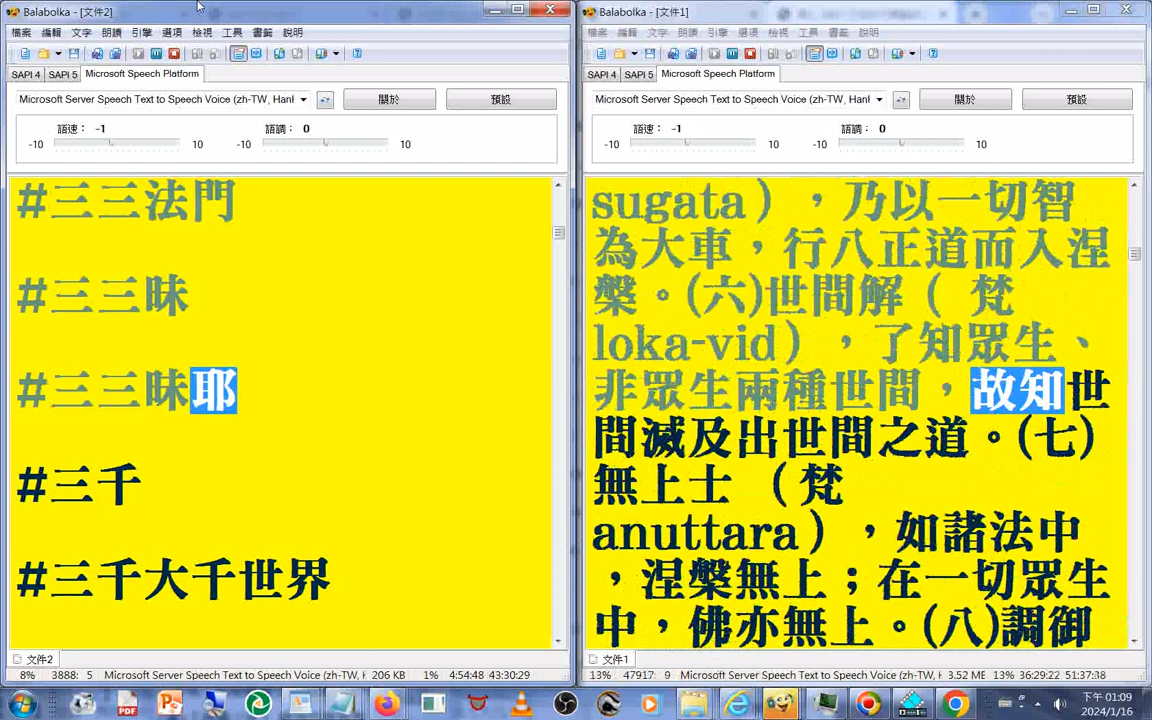 Balabolka - [文件2]
檔案 編輯 文字 朗讀 引擎 選項 檢視 工具 書籤 說明
SAPI 4 SAPI 5 Microsoft Speech Platform
Microsoft Server Speech Text to Speech Voice (zh-TW, Hanl
關於
預設
語速： -1
語調： 0
-10 10 -10 10
#三三法門
#三三昧
#三三昧耶
#三千
#三千大千世界
文件2
8% 3888: 5 Microsoft Server Speech Text to Speech Voice (zh-TW, H 206 KB 1% 4:54:48 43:30:29
Balabolka - [文件1]
檔案 編輯 文字 朗讀 引擎 選項 檢視 工具 書籤 說明
SAPI 4 SAPI 5 Microsoft Speech Platform
Microsoft Server Speech Text to Speech Voice (zh-TW, Hanl
關於
預設
語速： -1
語調： 0
-10 10 -10 10
sugata），乃以一切智
為大車，行八正道而入涅
槃。(六)世間解（ 梵
loka-vid），了知眾生、
非眾生兩種世間，故知世
間滅及出世間之道。(七)
無上士 （梵
anuttara），如諸法中
，涅槃無上；在一切眾生
中，佛亦無上。(八)調御
文件1
13% 47917: 9 Microsoft Server Speech Text to Speech Voice (zh-TW, H 3.52 ME 13% 36:29:22 51:37:38
下午 01:09
2024/1/16